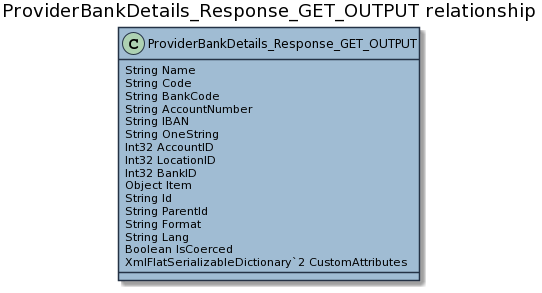 ProviderBankDetails_Response_GET_OUTPUT relationship
C ProviderBankDetails_Response_GET_OUTPUT
String Name
String Code
String BankCode
String AccountNumber
String IBAN
String OneString
Int32 AccountID
Int32 LocationID
Int32 BankID
Object Item
String Id
String ParentId
String Format
String Lang
Boolean IsCoerced
XmlFlatSerializableDictionary`2 CustomAttributes